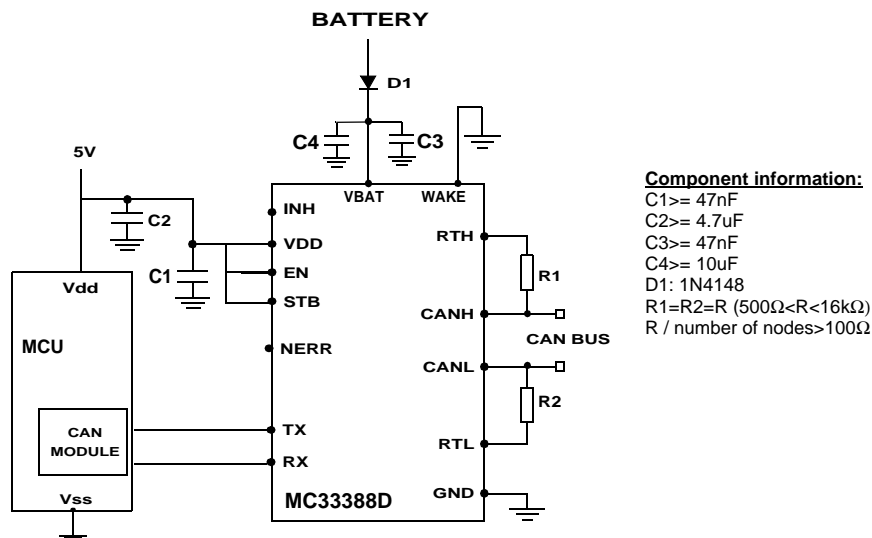 BATTERY
D1
C4
C3
5V
VBAT
WAKE
INH
C2
VDD
RTH
EN
R1
C1
Vdd
STB
CANH
CAN BUS
MCU
NERR
CANL
R2
CAN
MODULE
TX
RTL
RX
Vss
MC33388D
GND
Component information:
C1>= 47nF
C2>= 4.7uF
C3>= 47nF
C4>= 10uF
D1: 1N4148
R1=R2=R (500Ω<R<16kΩ)
R / number of nodes>100Ω